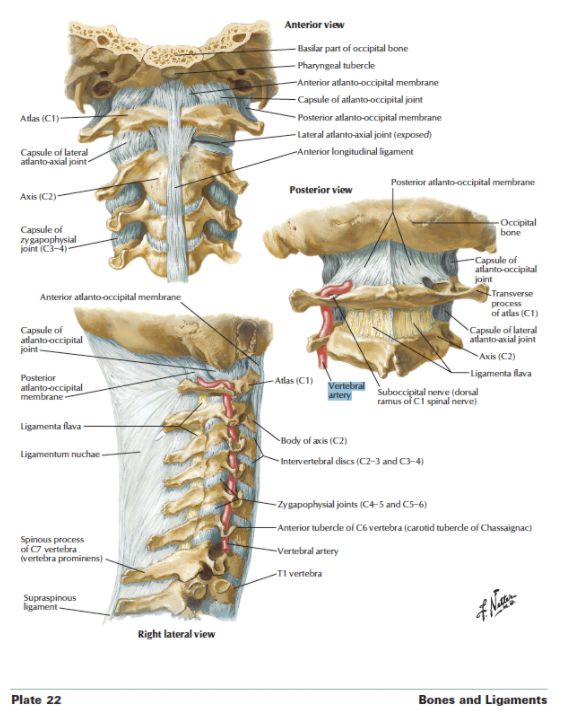 Anterior view
Basilar part of occipital bone
Pharyngeal tubercle
Anterior atlanto-occipital membrane
Capsule of atlanto-occipital joint
Posterior atlanto-occipital membrane
Lateral atlanto-axial joint (exposed)
Anterior longitudinal ligament
Atlas (C1)
Capsule of lateral
atlanto-axial joint
Axis (C2)
Capsule of
zygapophysial
joint (C3–4)
Posterior view
Posterior atlanto-occipital membrane
Occipital
bone
Capsule of
atlanto-occipital
joint
Transverse
process
of atlas (C1)
Capsule of lateral
atlanto-axial joint
Axis (C2)
Ligamenta flava
Suboccipital nerve (dorsal
ramus of C1 spinal nerve)
Vertebral
artery
Anterior atlanto-occipital membrane
Capsule of
atlanto-occipital
joint
Posterior
atlanto-occipital
membrane
Ligamenta flava
Ligamentum nuchae
Spinous process
of C7 vertebra
(vertebra prominens)
Supraspinous
ligament
Atlas (C1)
Body of axis (C2)
Intervertebral discs (C2–3 and C3–4)
Zygapophysial joints (C4–5 and C5–6)
Anterior tubercle of C6 vertebra (carotid tubercle of Chassaignac)
Vertebral artery
T1 vertebra
Right lateral view
F. Netter
M.D.
Plate 22
Bones and Ligaments